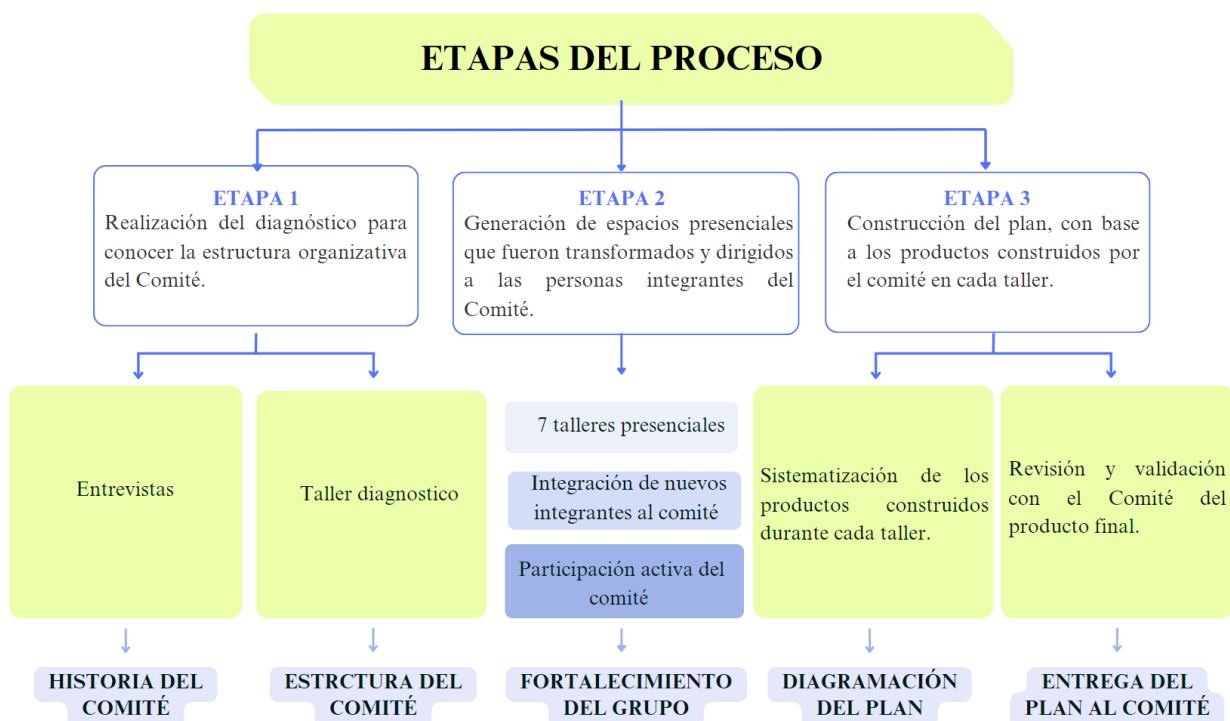 ETAPAS DEL PROCESO
ETAPA 1
Realización del diagnóstico para
conocer la estructura organizativa
del Comité.
ETAPA 2
Generación de espacios presenciales
que fueron transformados y dirigidos
a las personas integrantes del
Comité.
ETAPA 3
Construcción del plan, con base
a los productos construidos por
el comité en cada taller.
Entrevistas
Taller diagnostico
7 talleres presenciales
Integración de nuevos
integrantes al comité
Participación activa del
comité
Sistematización de los
productos construidos
durante cada taller.
Revisión y validación
con el Comité del
producto final.
HISTORIA DEL
COMITÉ
ESTRCTURA DEL
COMITÉ
FORTALECIMIENTO
DEL GRUPO
DIAGRAMACIÓN
DEL PLAN
ENTREGA DEL
PLAN AL COMITÉ